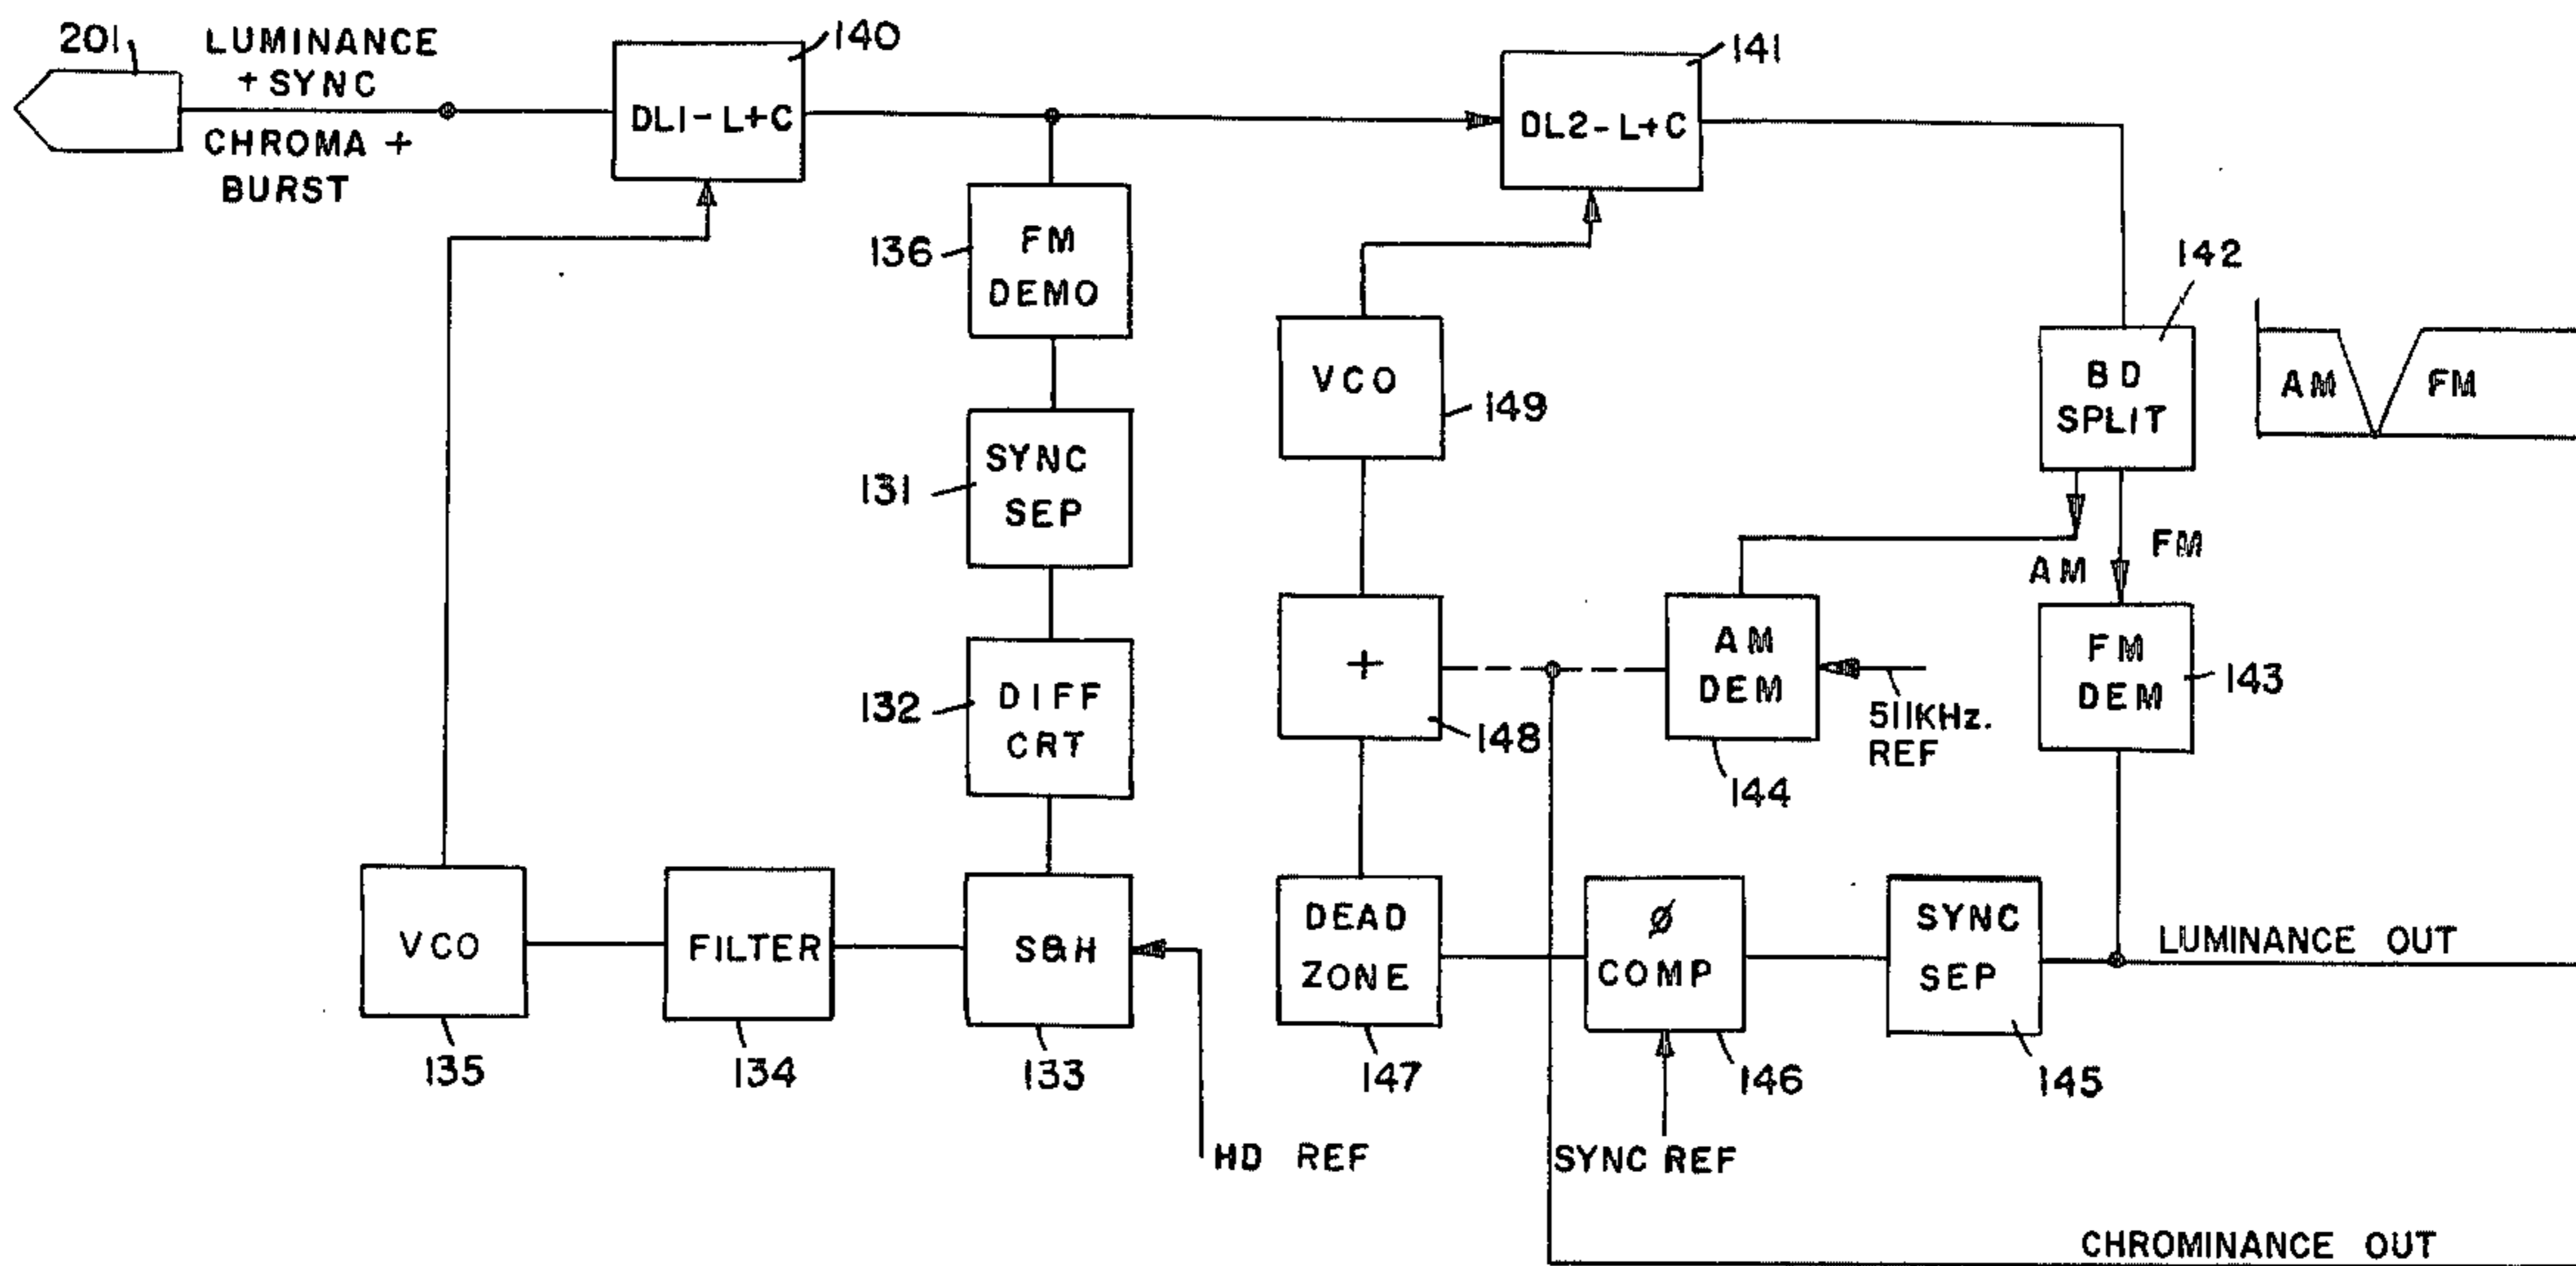 201
LUMINANCE
+ SYNC
CHROMA +
BURST
140
DL1-L+C
141
DL2-L+C
136
FM
DEMO
142
BD
SPLIT
AM
FM
VCO
149
131
SYNC
SEP
AM
FM
132
DIFF
CRT
+
148
AM
DEM
144
511KHz.
REF
FM
DEM
143
VCO
135
FILTER
134
S&H
133
HD REF
DEAD
ZONE
147
Ø
COMP
146
SYNC REF
SYNC
SEP
145
LUMINANCE OUT
CHROMINANCE OUT